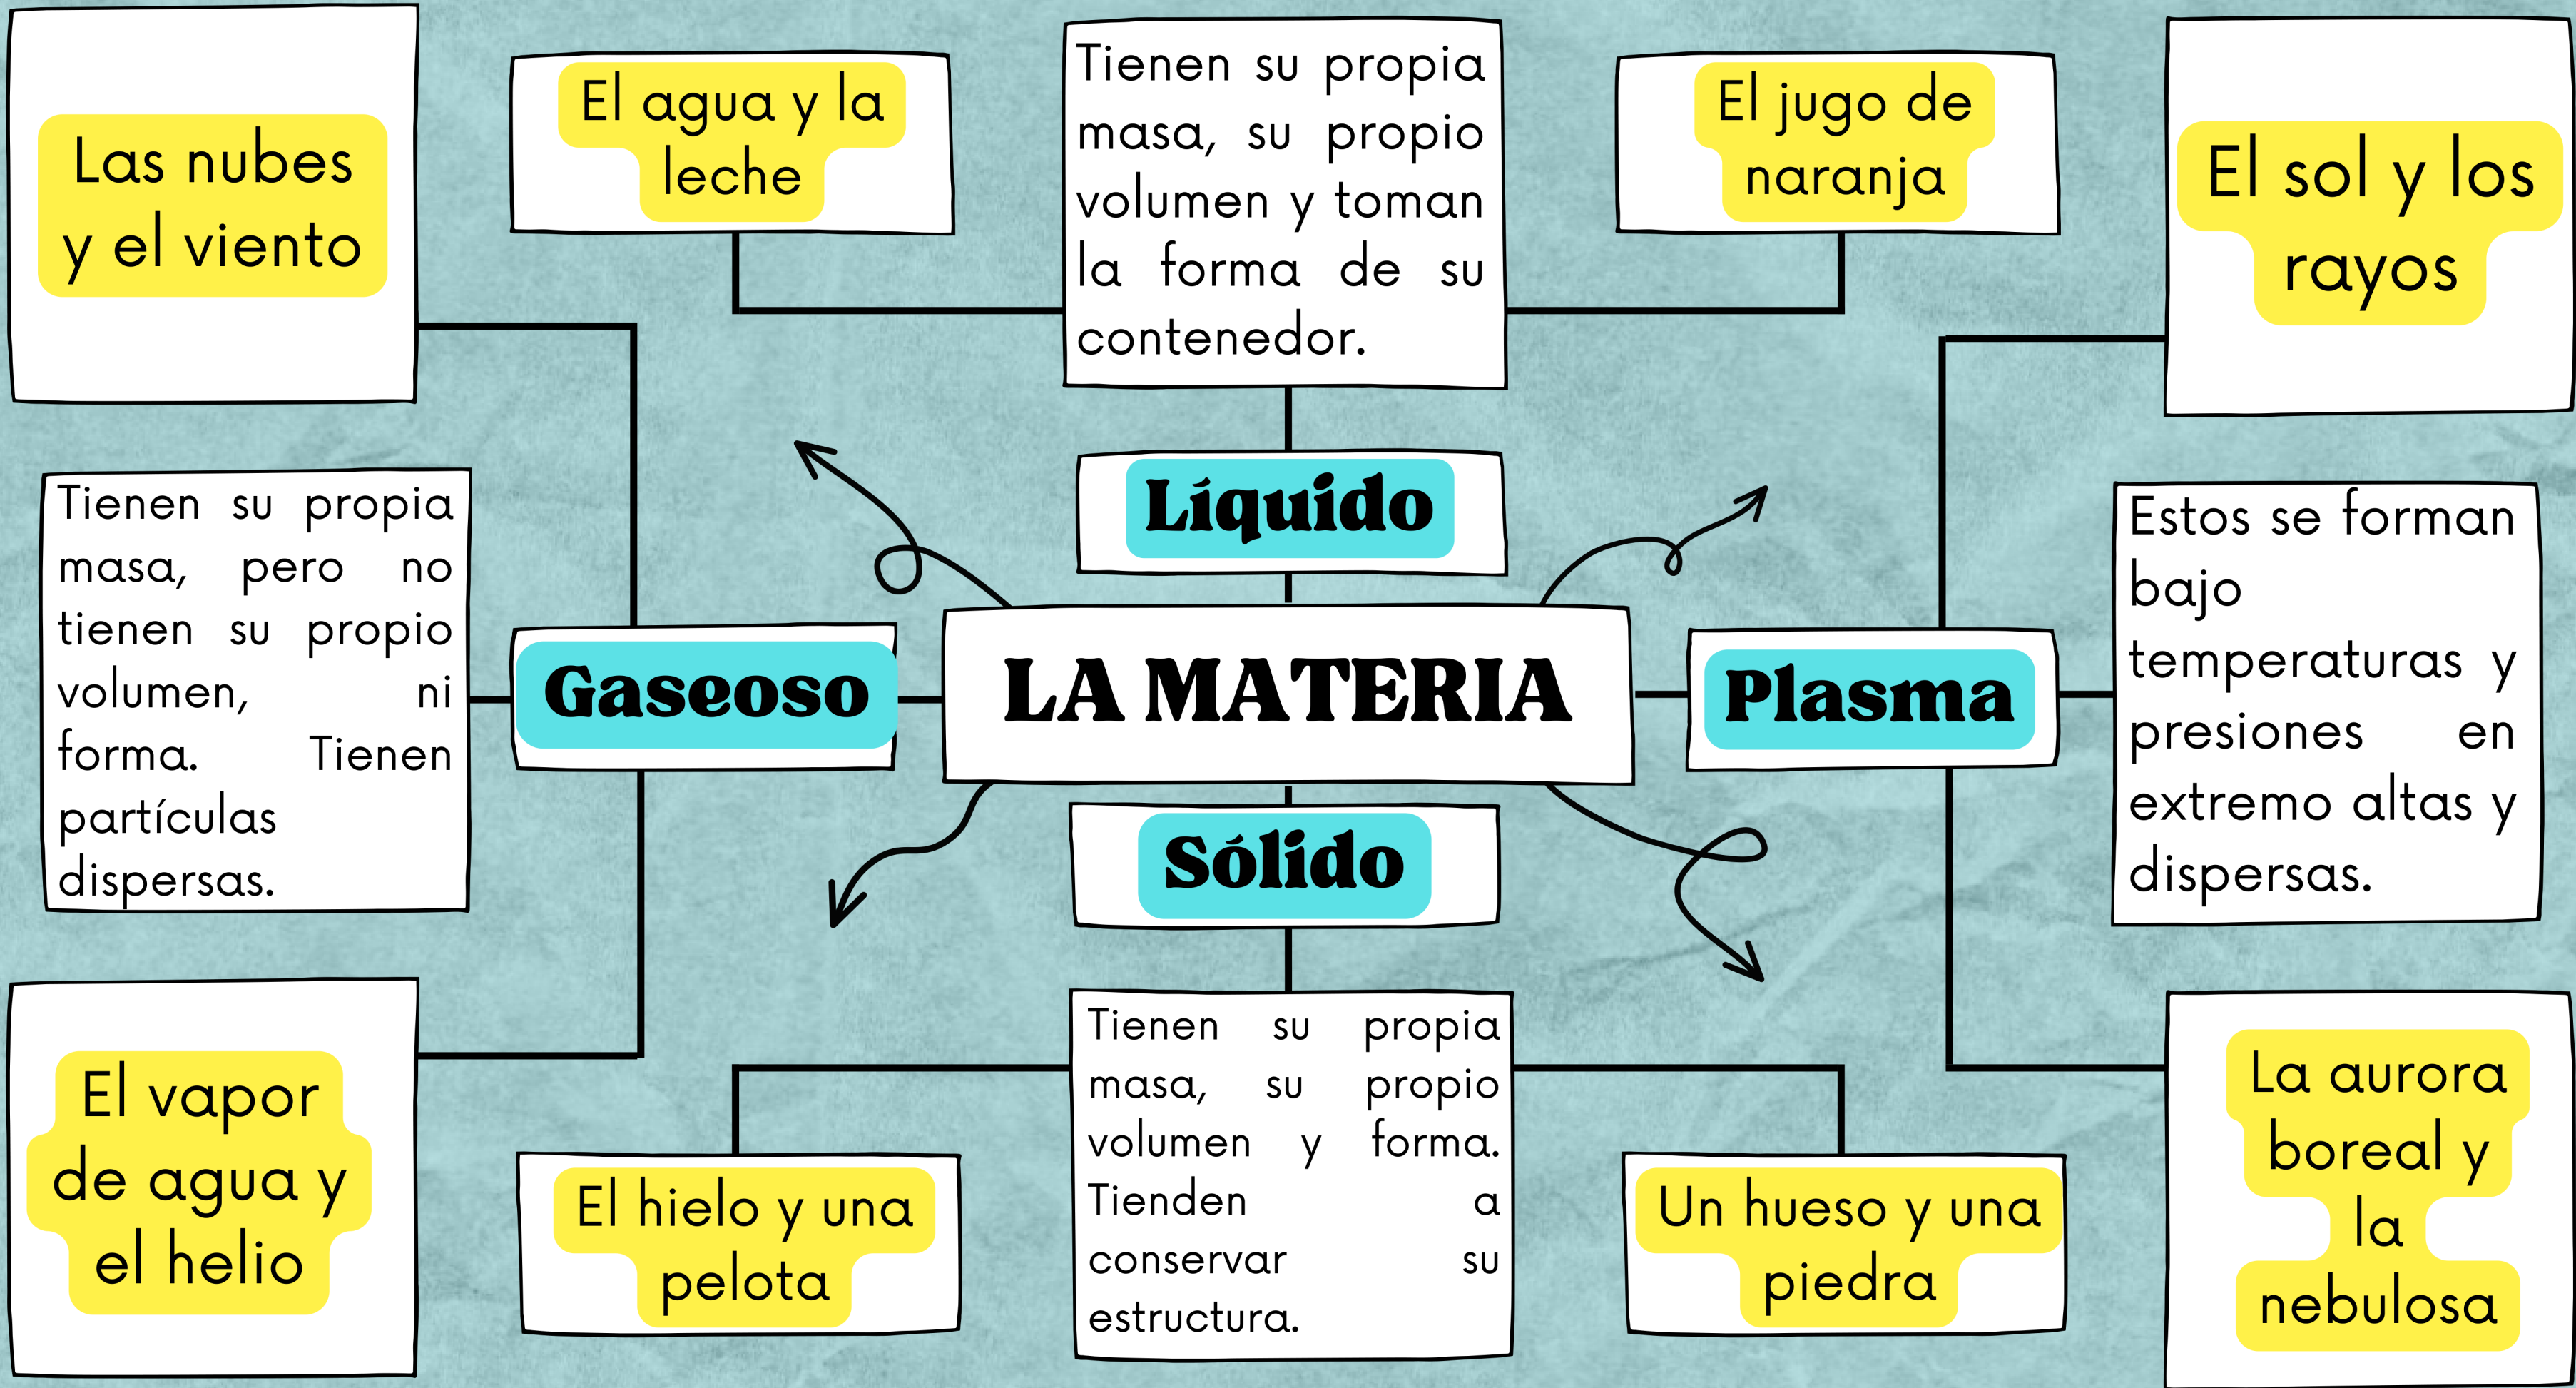 Las nubes
y el viento
El agua y la
leche
Tienen su propia
masa, su propio
volumen y toman
la forma de su
contenedor.
El jugo de
naranja
El sol y los
rayos
Líquido
Tienen su propia
masa, pero no
tienen su propio
volumen, ni
forma. Tienen
partículas
dispersas.
Gaseoso
LA MATERIA
Plasma
Estos se forman
bajo
temperaturas y
presiones en
extremo altas y
dispersas.
Sólido
El vapor
de agua y
el helio
El hielo y una
pelota
Tienen su propia
masa, su propio
volumen y forma.
Tienden a
conservar su
estructura.
Un hueso y una
piedra
La aurora
boreal y
la
nebulosa